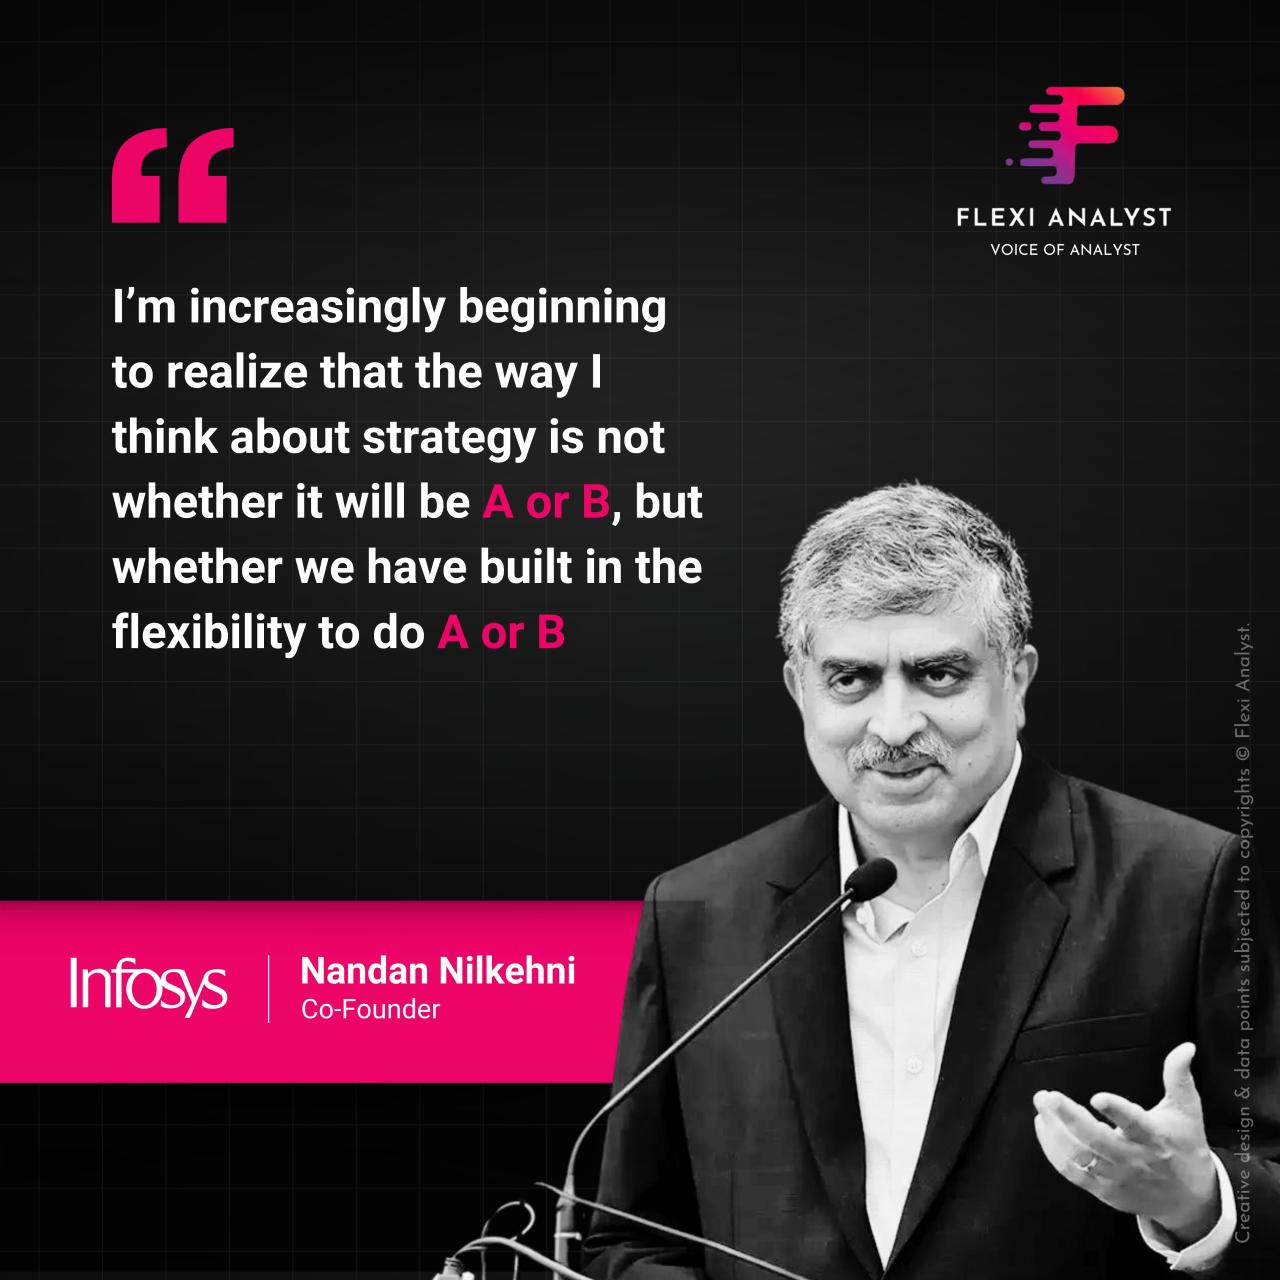 FLEXI ANALYST
VOICE OF ANALYST
“
I’m increasingly beginning
to realize that the way I
think about strategy is not
whether it will be A or B, but
whether we have built in the
flexibility to do A or B
Infosys
Nandan Nilkehni
Co-Founder
Creative design & data points subjected to copyrights © Flexi Analyst.